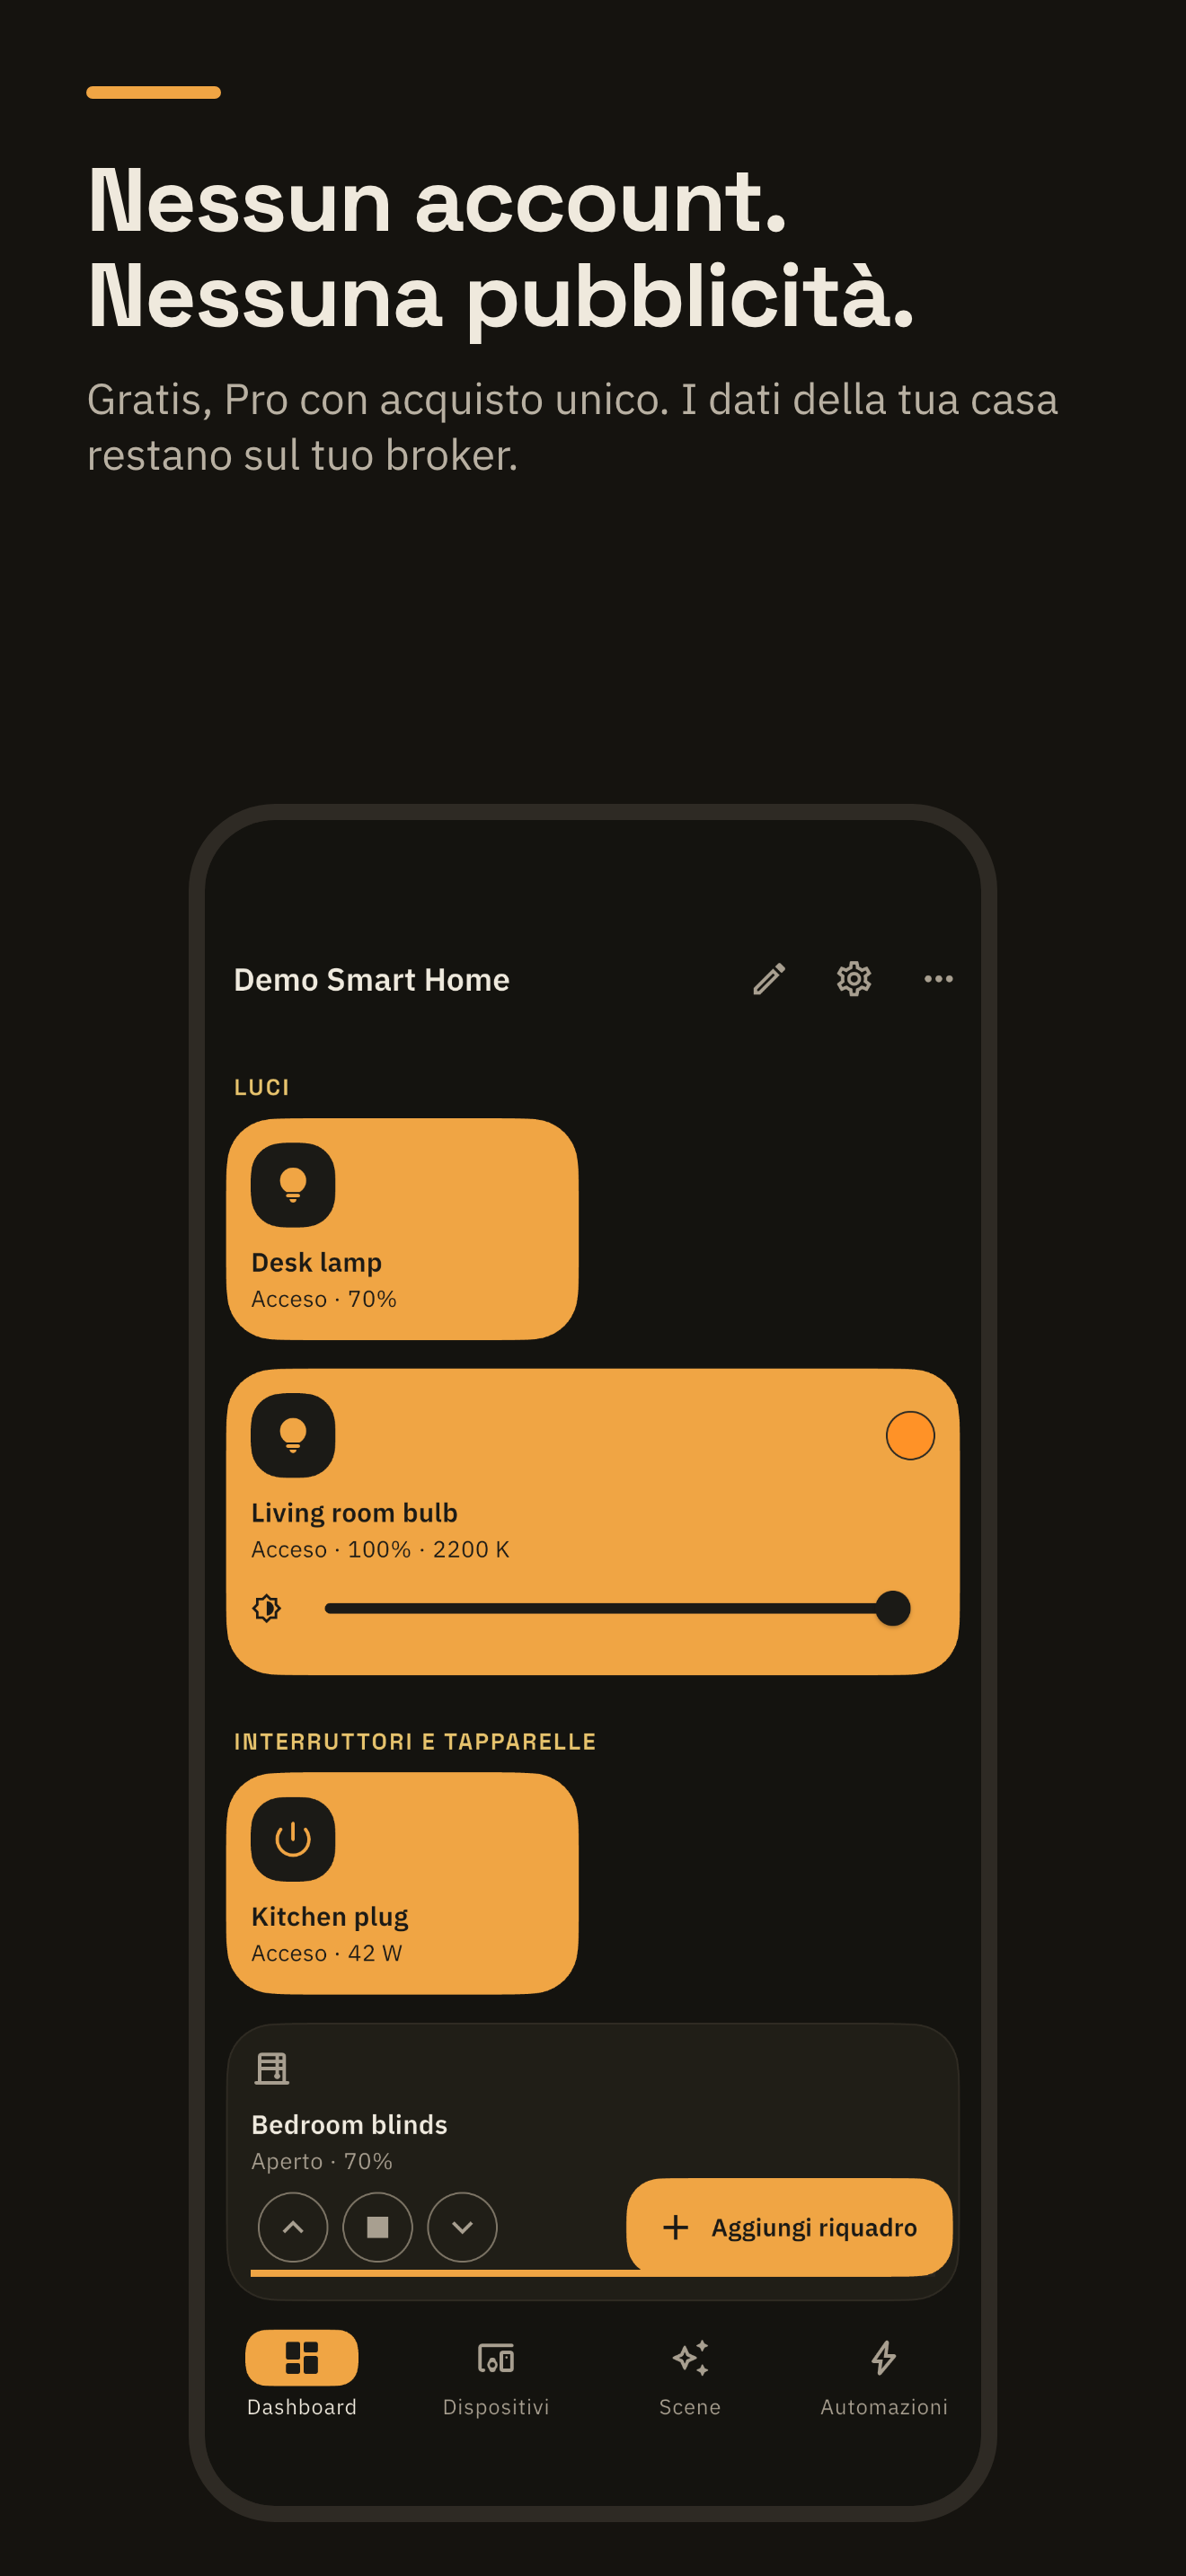 Nessun account.
Nessuna pubblicità.
Gratis, Pro con acquisto unico. I dati della tua casa
restano sul tuo broker.
Demo Smart Home
LUCI
Desk lamp
Acceso · 70%
Living room bulb
Acceso · 100% · 2200 K
INTERRUTTORI E TAPPARELLE
Kitchen plug
Acceso · 42 W
Bedroom blinds
Aperto · 70%
Aggiungi riquadro
Dashboard
Dispositivi
Scene
Automazioni